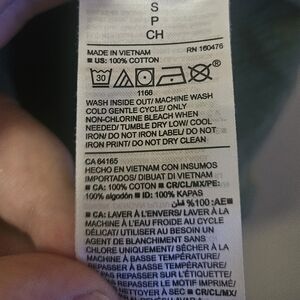 S
P
CH
MADE IN VIETNAM RN 160476
■ US: 100% COTTON
30
1166
WASH INSIDE OUT/ MACHINE WASH
COLD GENTLE CYCLE/ ONLY
NON-CHLORINE BLEACH WHEN
NEEDED/ TUMBLE DRY LOW/ COOL
IRON/ DO NOT IRON LABEL/ DO NOT
IRON PRINT/ DO NOT DRY CLEAN
CA 64165
HECHO EN VIETNAM CON INSUMOS
IMPORTADOS/ DIBUAT DI VIETNAM
■ CA: 100% COTON ■ CR/CL/MX/PE:
100% algodón ■ ID: 100% KAPAS
■ AE: 100%
■ CA: LAVER À L'ENVERS/ LAVER À LA
MACHINE À L'EAU FROIDE AU CYCLE
DÉLICAT/ UTILISER AU BESOIN UN
AGENT DE BLANCHIMENT SANS
CHLORE UNIQUEMENT/ SÉCHER À LA
MACHINE À BASSE TEMPÉRATURE/
REPASSER À BASSE TEMPÉRATURE/
NE PAS REPASSER SUR L'ÉTIQUETTE/
REPASSER LE MOTIF IMPRIMÉ/
NETTOYER À SEC ■ CR/CL/MX/